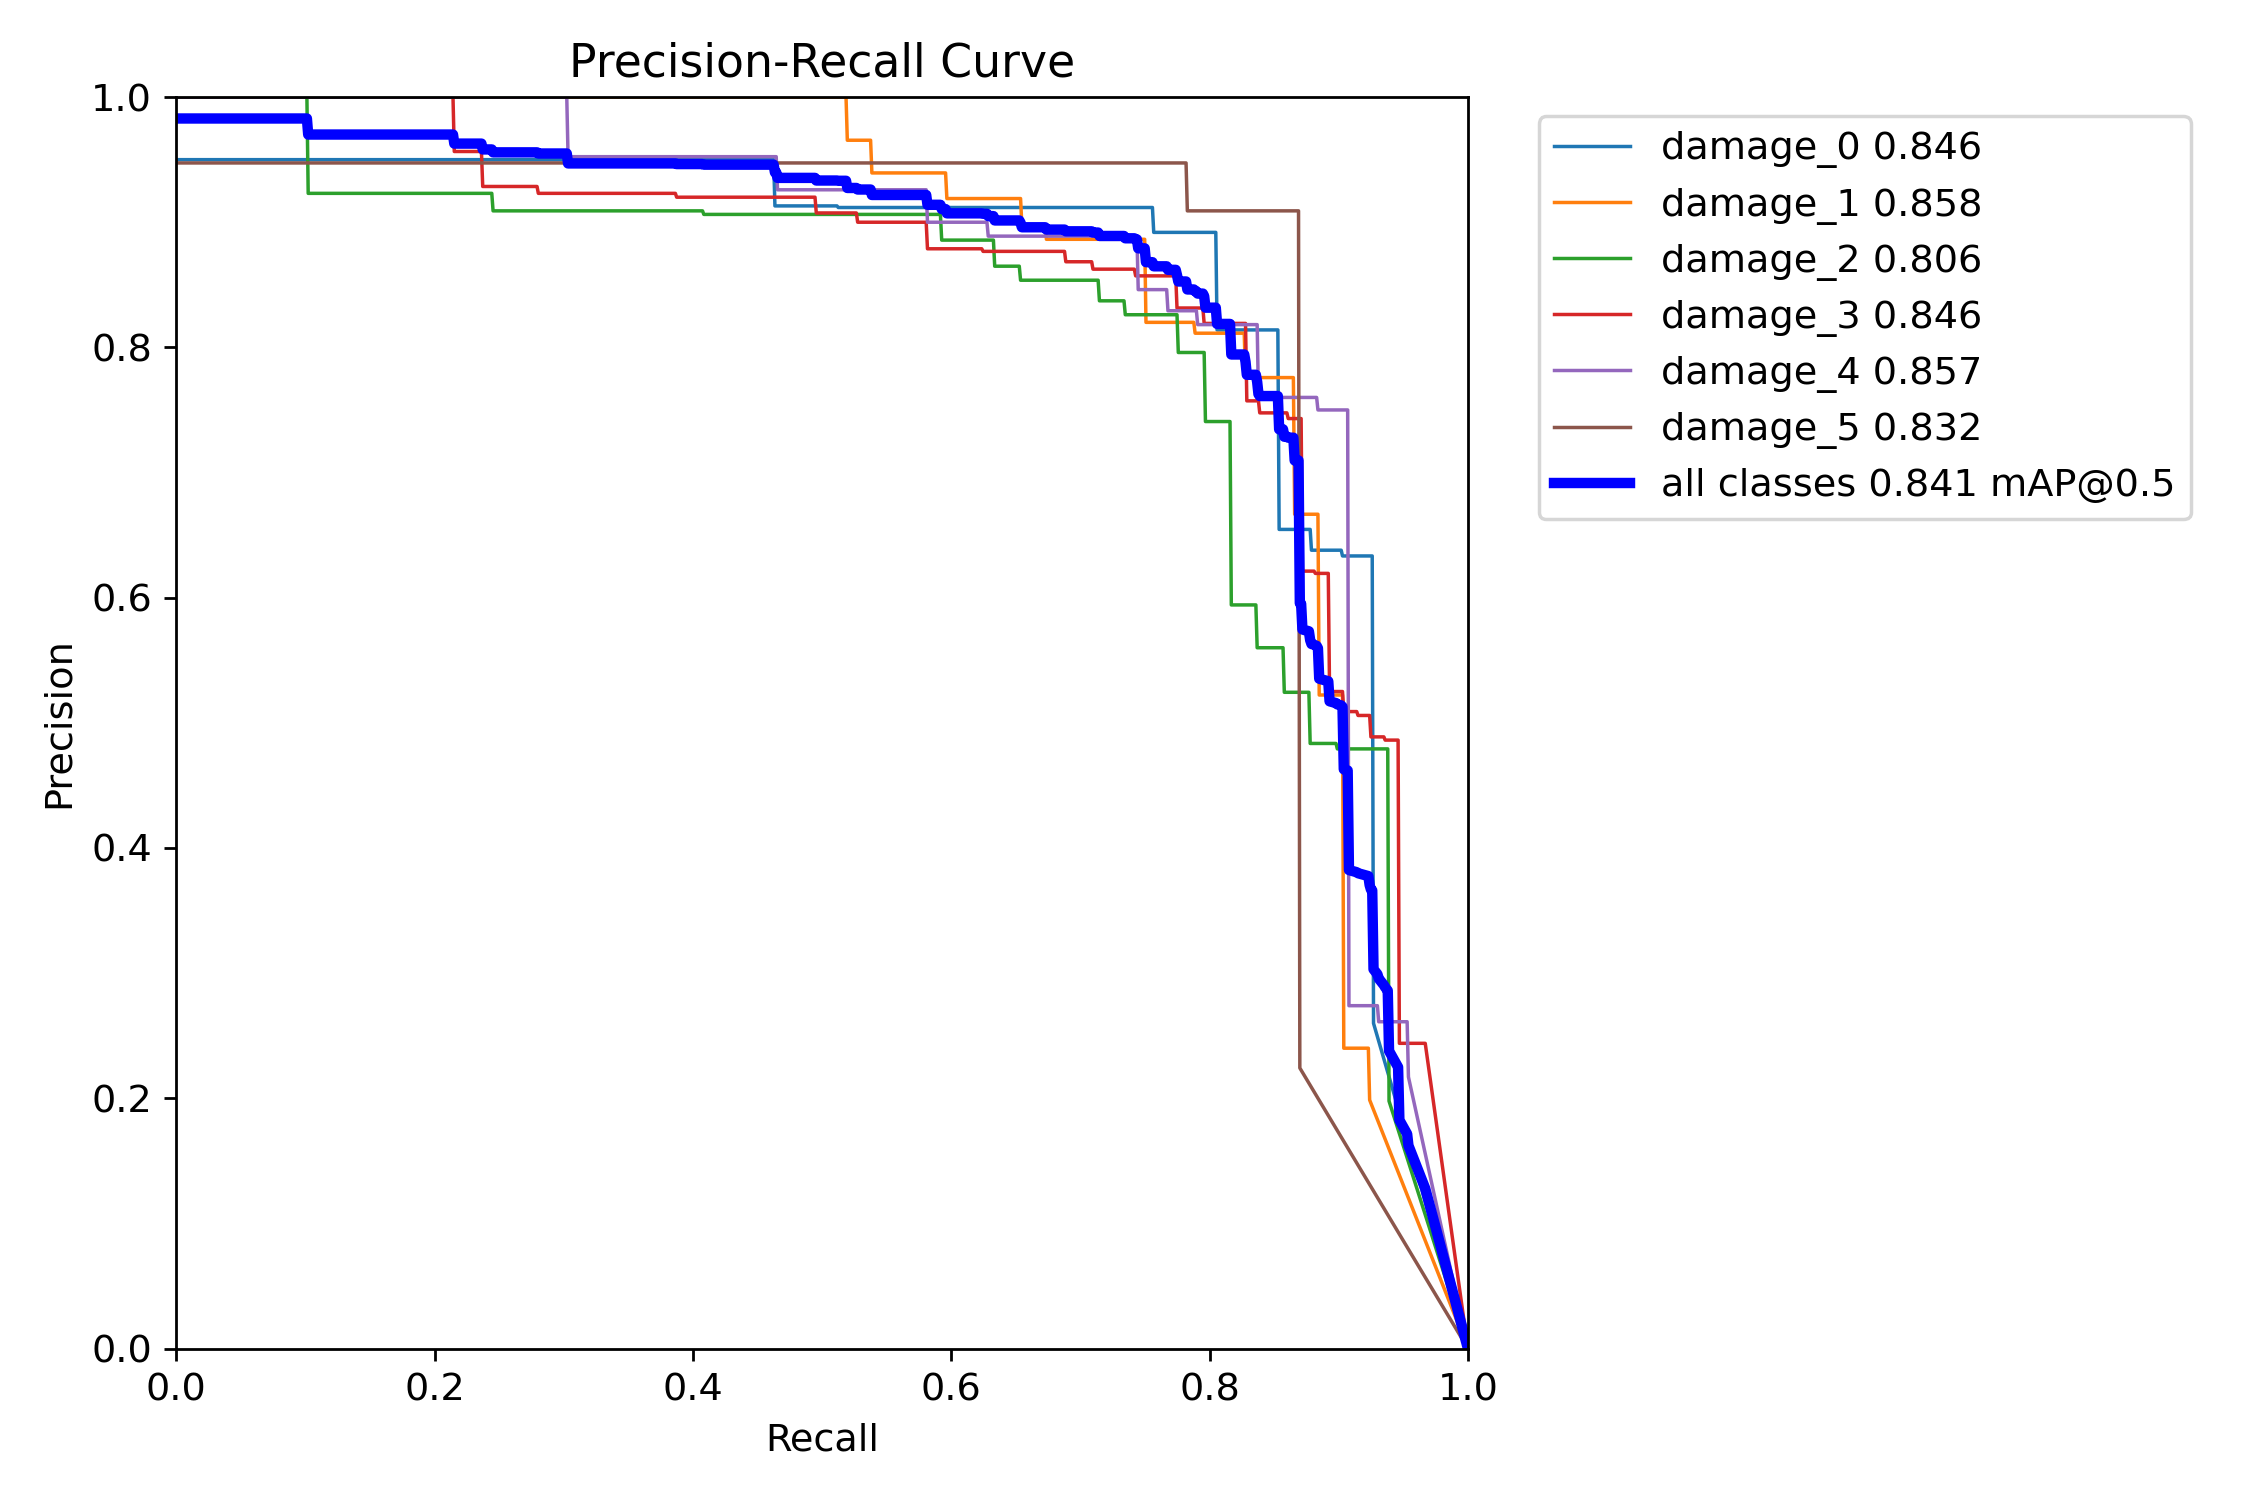 Precision-Recall Curve
1.0
0.8
0.6
0.4
0.2
0.0
Precision
0.0 0.2 0.4 0.6 0.8 1.0
Recall
damage_0 0.846
damage_1 0.858
damage_2 0.806
damage_3 0.846
damage_4 0.857
damage_5 0.832
all classes 0.841 mAP@0.5